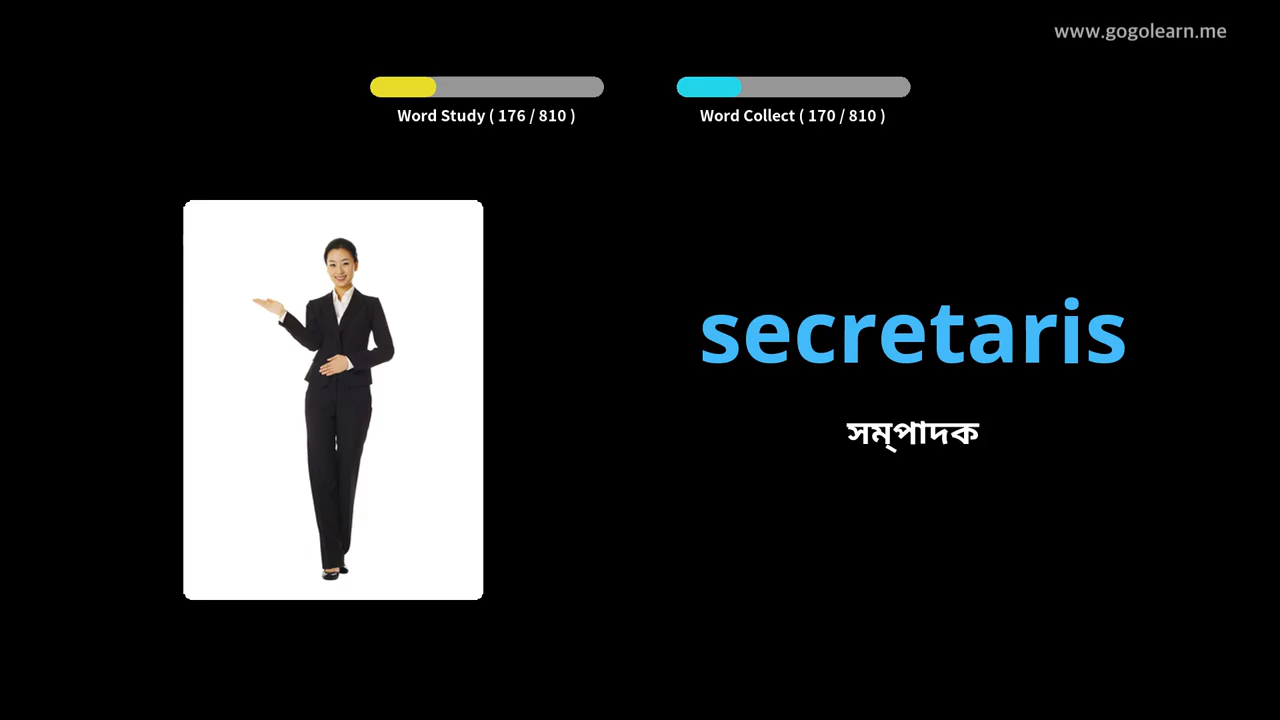 www.gogolearn.me
Word Study ( 176 / 810 )
Word Collect ( 170 / 810 )
secretaris
সম্পাদক